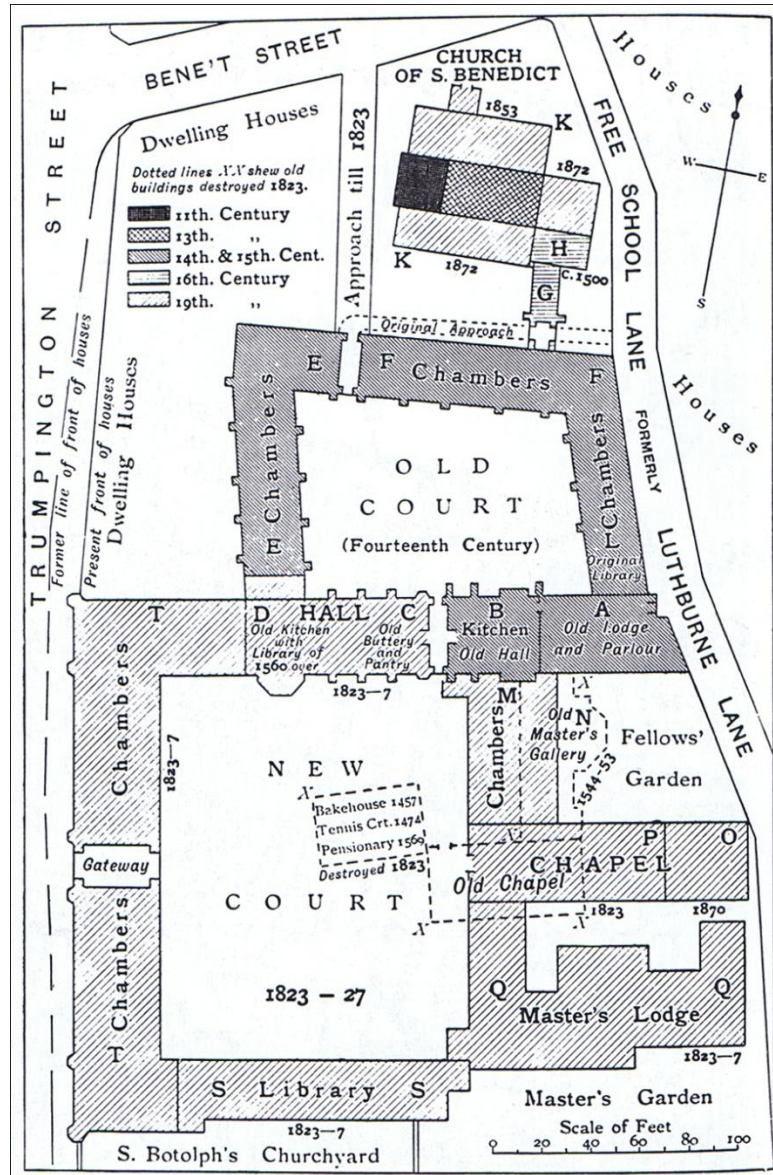 BENE'T STREET
TRUMPINGTON STREET
Former line of front of houses
Present front of houses
Dwelling Houses
Dwelling Houses
Dotted lines X X shew old
buildings destroyed 1823.
11th. Century
13th. „
14th. & 15th. Cent.
16th. Century
19th. „
Approach till 1823
CHURCH
OF S. BENEDICT
1853
K
1872
H
K
1872
C.1500
G
Original Approach
FREE SCHOOL LANE FORMERLY LUTHBURNE LANE
Houses
Houses
W
E
S
E
F
Chambers
F
Chambers
E
Chambers
L
Original
Library
OLD
COURT
(Fourteenth Century)
T
D
HALL
C
Old Kitchen
with
Library of
1560 over
Old
Buttery
and
Pantry
B
Kitchen
Old Hall
A
Old Lodge
and Parlour
1823–7
Chambers
1823–7
M
Chambers
N
Old
Master's
Gallery
1544-53
Fellows'
Garden
NEW
X
Bakehouse 1457
Tennis Crt. 1474
Pensionary 1569
Destroyed 1823
COURT
1823 – 27
X
X
X
X
Gateway
Chambers
T
P
O
CHAPEL
Old Chapel
1823
1870
Q
Q
Master's Lodge
1823–7
S Library S
1823–7
Master's Garden
Scale of Feet
0 20 40 60 80 100
S. Botolph's Churchyard